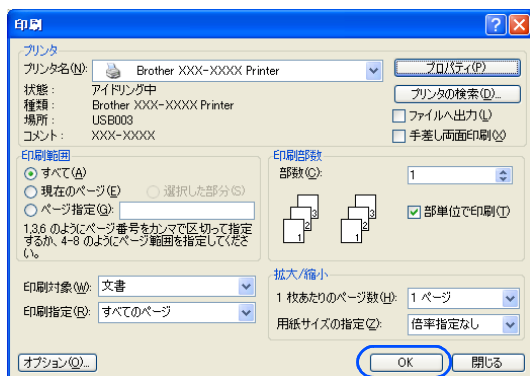 印刷
プリンタ
プリンタ名(N): Brother XXX-XXXX Printer プロパティ(P)
状態: アイドリング中 プリンタの検索(D)...
種類: Brother XXX-XXXX Printer
場所: USB003 ファイルへ出力(L)
コメント: XXX-XXXX 手差し両面印刷(X)
印刷範囲
すべて(A)
現在のページ(E) 選択した部分(S)
ページ指定(G):
1,3,6 のようにページ番号をカンマで区切って指定
するか、4-8 のようにページ範囲を指定してくださ
い。
印刷部数
部数(C): 1
1 2 3 1 2 3
部単位で印刷(T)
印刷対象(W): 文書
印刷指定(R): すべてのページ
拡大/縮小
1 枚あたりのページ数(H): 1 ページ
用紙サイズの指定(Z): 倍率指定なし
オプション(O)... OK 閉じる